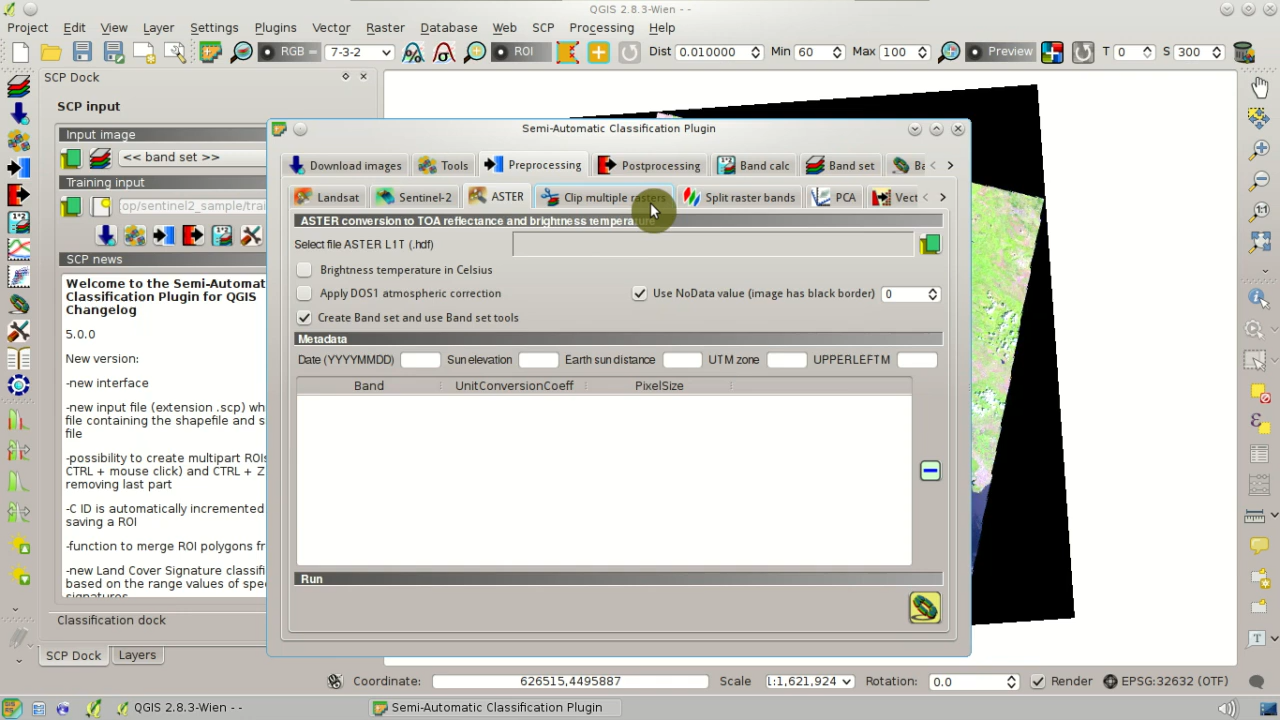 QGIS 2.8.3-Wien - -
Project Edit View Layer Settings Plugins Vector Raster Database Web SCP Processing Help
RGB = 7-3-2 ROI Dist 0.010000 Min 60 Max 100 Preview T 0 S 300
SCP Dock
SCP input
Input image
<< band set >>
Training input
op/sentinel2_sample/trai
SCP news
Welcome to the Semi-Automat
Classification Plugin for QGIS
Changelog
5.0.0
New version:
-new interface
-new input file (extension .scp) wh
file containing the shapefile and s
file
-possibility to create multipart ROIs
CTRL + mouse click) and CTRL + Z
removing last part
-C ID is automatically incremented
saving a ROI
-function to merge ROI polygons fr
-new Land Cover Signature classifi
based on the range values of spe
signatures
Classification dock
SCP Dock Layers
Semi-Automatic Classification Plugin
Download images Tools Preprocessing Postprocessing Band calc Band set Ba
Landsat Sentinel-2 ASTER Clip multiple rasters Split raster bands PCA Vect
ASTER conversion to TOA reflectance and brightness temperature
Select file ASTER L1T (.hdf)
Brightness temperature in Celsius
Apply DOS1 atmospheric correction Use NoData value (image has black border) 0
Create Band set and use Band set tools
Metadata
Date (YYYYMMDD) Sun elevation Earth sun distance UTM zone UPPERLEFTM
Band UnitConversionCoeff PixelSize
Run
Coordinate: 626515,4495887 Scale 1:1,621,924 Rotation: 0.0 Render EPSG:32632 (OTF)
QGIS 2.8.3-Wien - - Semi-Automatic Classification Plugin